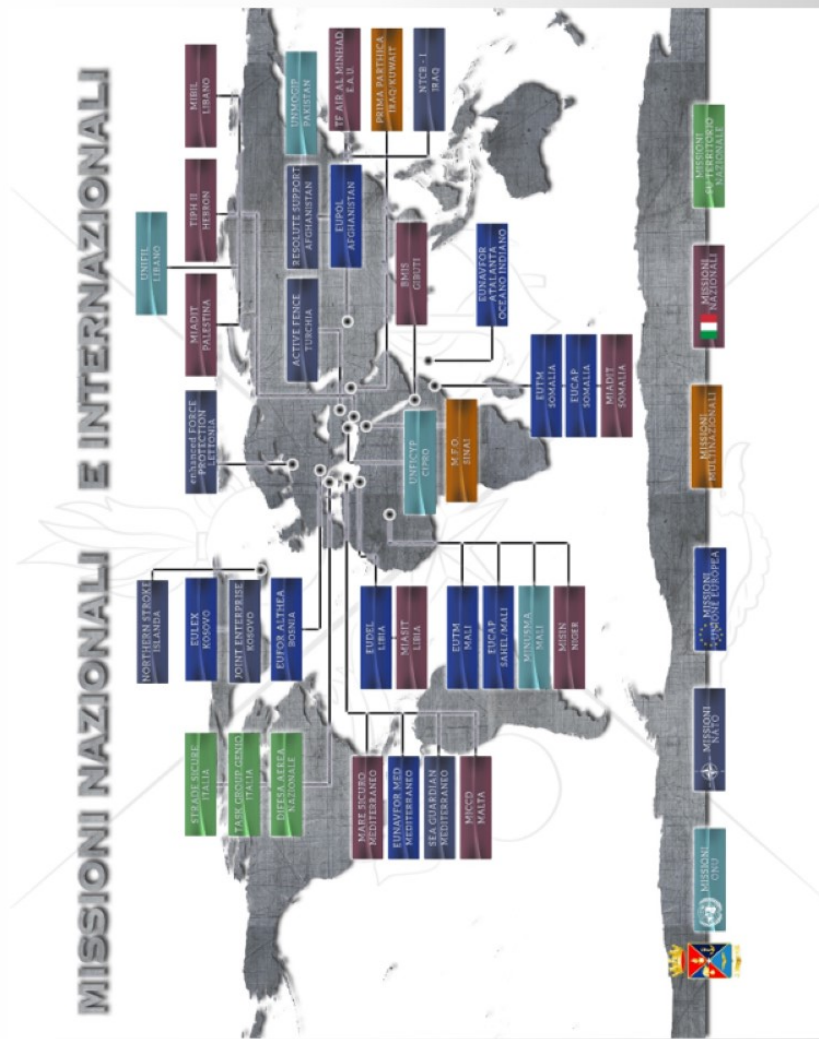 MISSIONI NAZIONALI E INTERNAZIONALI
UNIFIL
LIBANO
MIADIT
PALESTINA
TIPH II
HEBRON
MIBIL
LIBANO
NORTHERN STROKE
ISLANDA
EULEX
KOSOVO
JOINT ENTERPRISE
KOSOVO
EUFOR ALTHEA
BOSNIA
enhanced FORCE
PROTECTION
LETTONIA
ACTIVE FENCE
TURCHIA
RESOLUTE SUPPORT
AFGHANISTAN
EUPOL
AFGHANISTAN
UNMOGIP
PAKISTAN
TF AIR AL MINHAD
E.A.U.
PRIMA PARTHICA
IRAQ-KUWAIT
NTCB - I
IRAQ
STRADE SICURE
ITALIA
TASK GROUP GENIO
ITALIA
DIFESA AEREA
NAZIONALE
MARE SICURO
MEDITERRANEO
EUNAVFOR MED
MEDITERRANEO
SEA GUARDIAN
MEDITERRANEO
MICCD
MALTA
EUDEL
LIBIA
MIASIT
LIBIA
EUTM
MALI
EUCAP
SAHEL/MALI
MINUSMA
MALI
MISIN
NIGER
UNFICYP
CIPRO
M.F.O.
SINAI
BMIS
GIBUTI
EUNAVFOR
ATALANTA
OCEANO INDIANO
EUTM
SOMALIA
EUCAP
SOMALIA
MIADIT
SOMALIA
MISSIONI
ONU
MISSIONI
NATO
MISSIONI
UNIONE EUROPEA
MISSIONI
MULTINAZIONALI
MISSIONI
NAZIONALI
MISSIONI
SU TERRITORIO
NAZIONALE